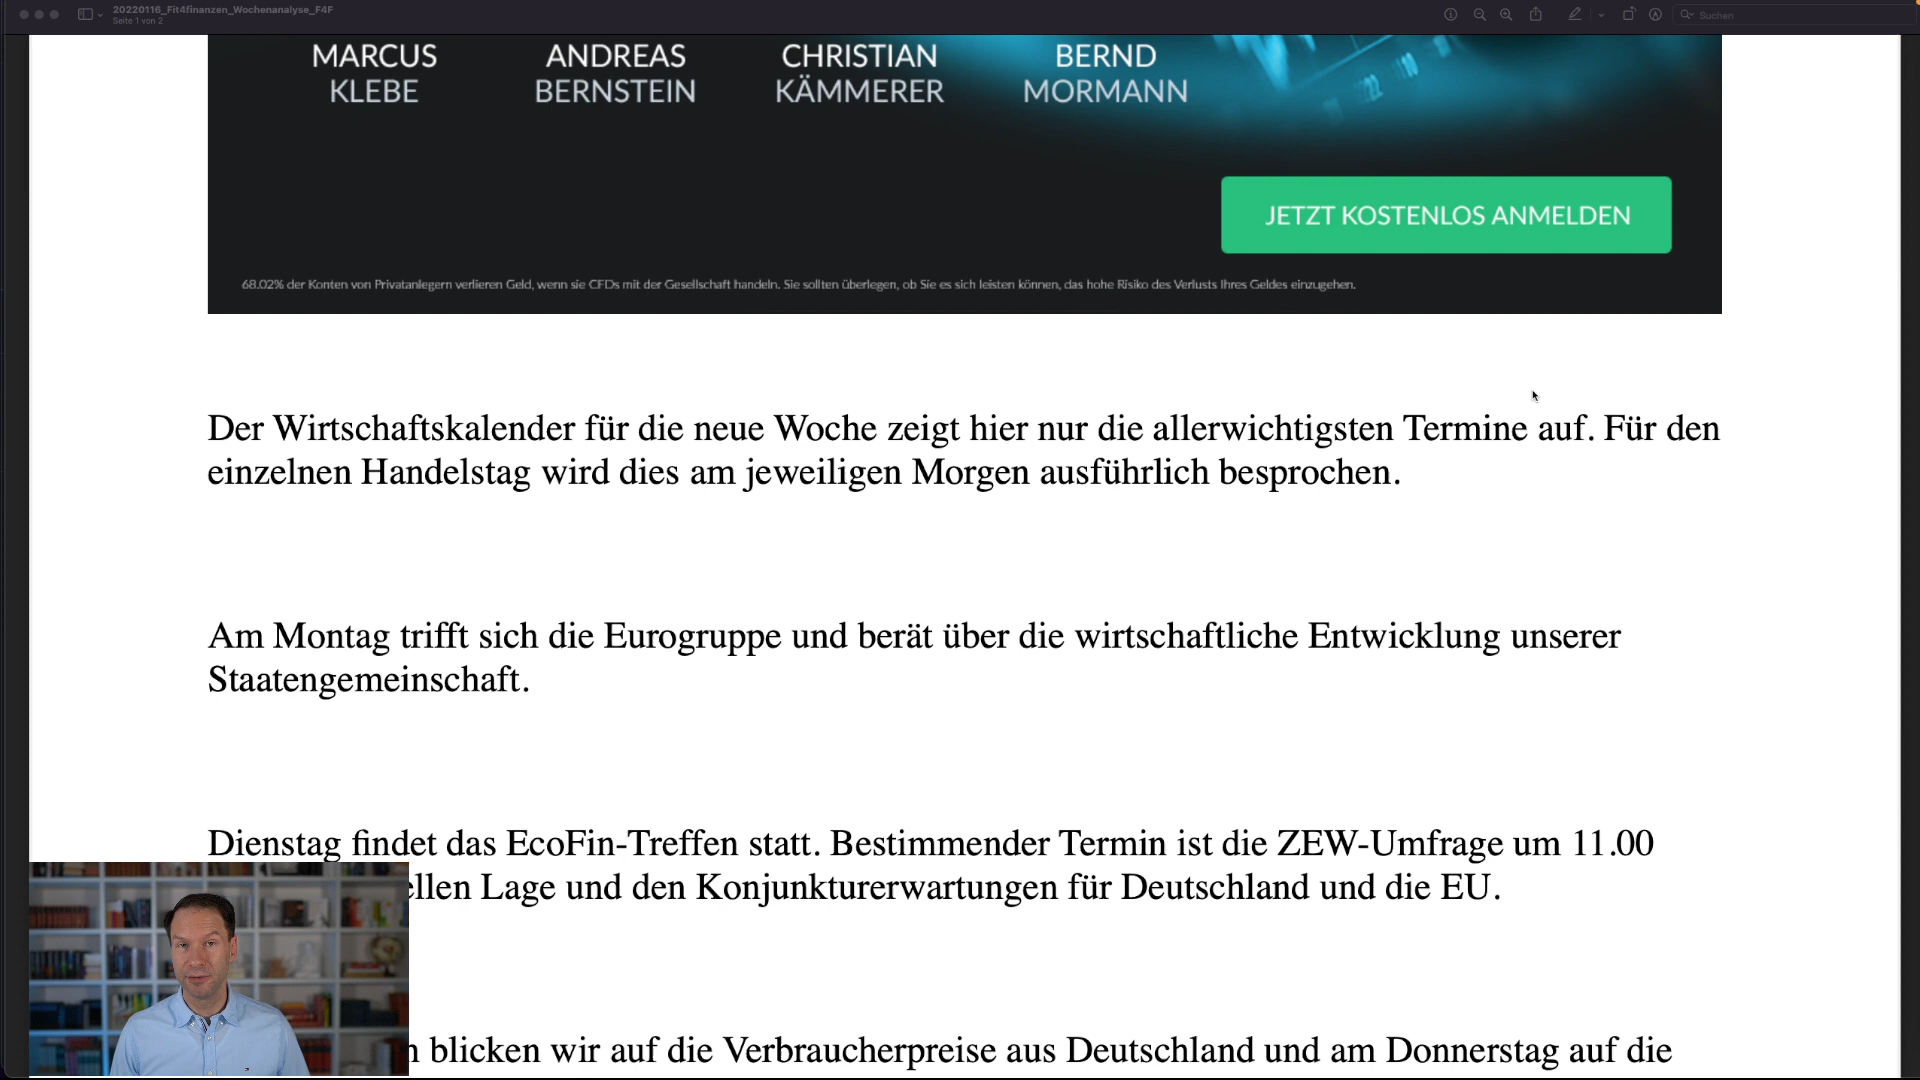 20220116_Fit4finanzen_Wochenanalyse_F4F
Seite 1 von 2
Suchen
MARCUS ANDREAS CHRISTIAN BERND
KLEBE BERNSTEIN KÄMMERER MORMANN
JETZT KOSTENLOS ANMELDEN
68.02% der Konten von Privatanlegern verlieren Geld, wenn sie CFDs mit der Gesellschaft handeln. Sie sollten überlegen, ob Sie es sich leisten können, das hohe Risiko des Verlusts Ihres Geldes einzugehen.
Der Wirtschaftskalender für die neue Woche zeigt hier nur die allerwichtigsten Termine auf. Für den
einzelnen Handelstag wird dies am jeweiligen Morgen ausführlich besprochen.
Am Montag trifft sich die Eurogruppe und berät über die wirtschaftliche Entwicklung unserer
Staatengemeinschaft.
Dienstag findet das EcoFin-Treffen statt. Bestimmender Termin ist die ZEW-Umfrage um 11.00
ellen Lage und den Konjunkturerwartungen für Deutschland und die EU.
blicken wir auf die Verbraucherpreise aus Deutschland und am Donnerstag auf die